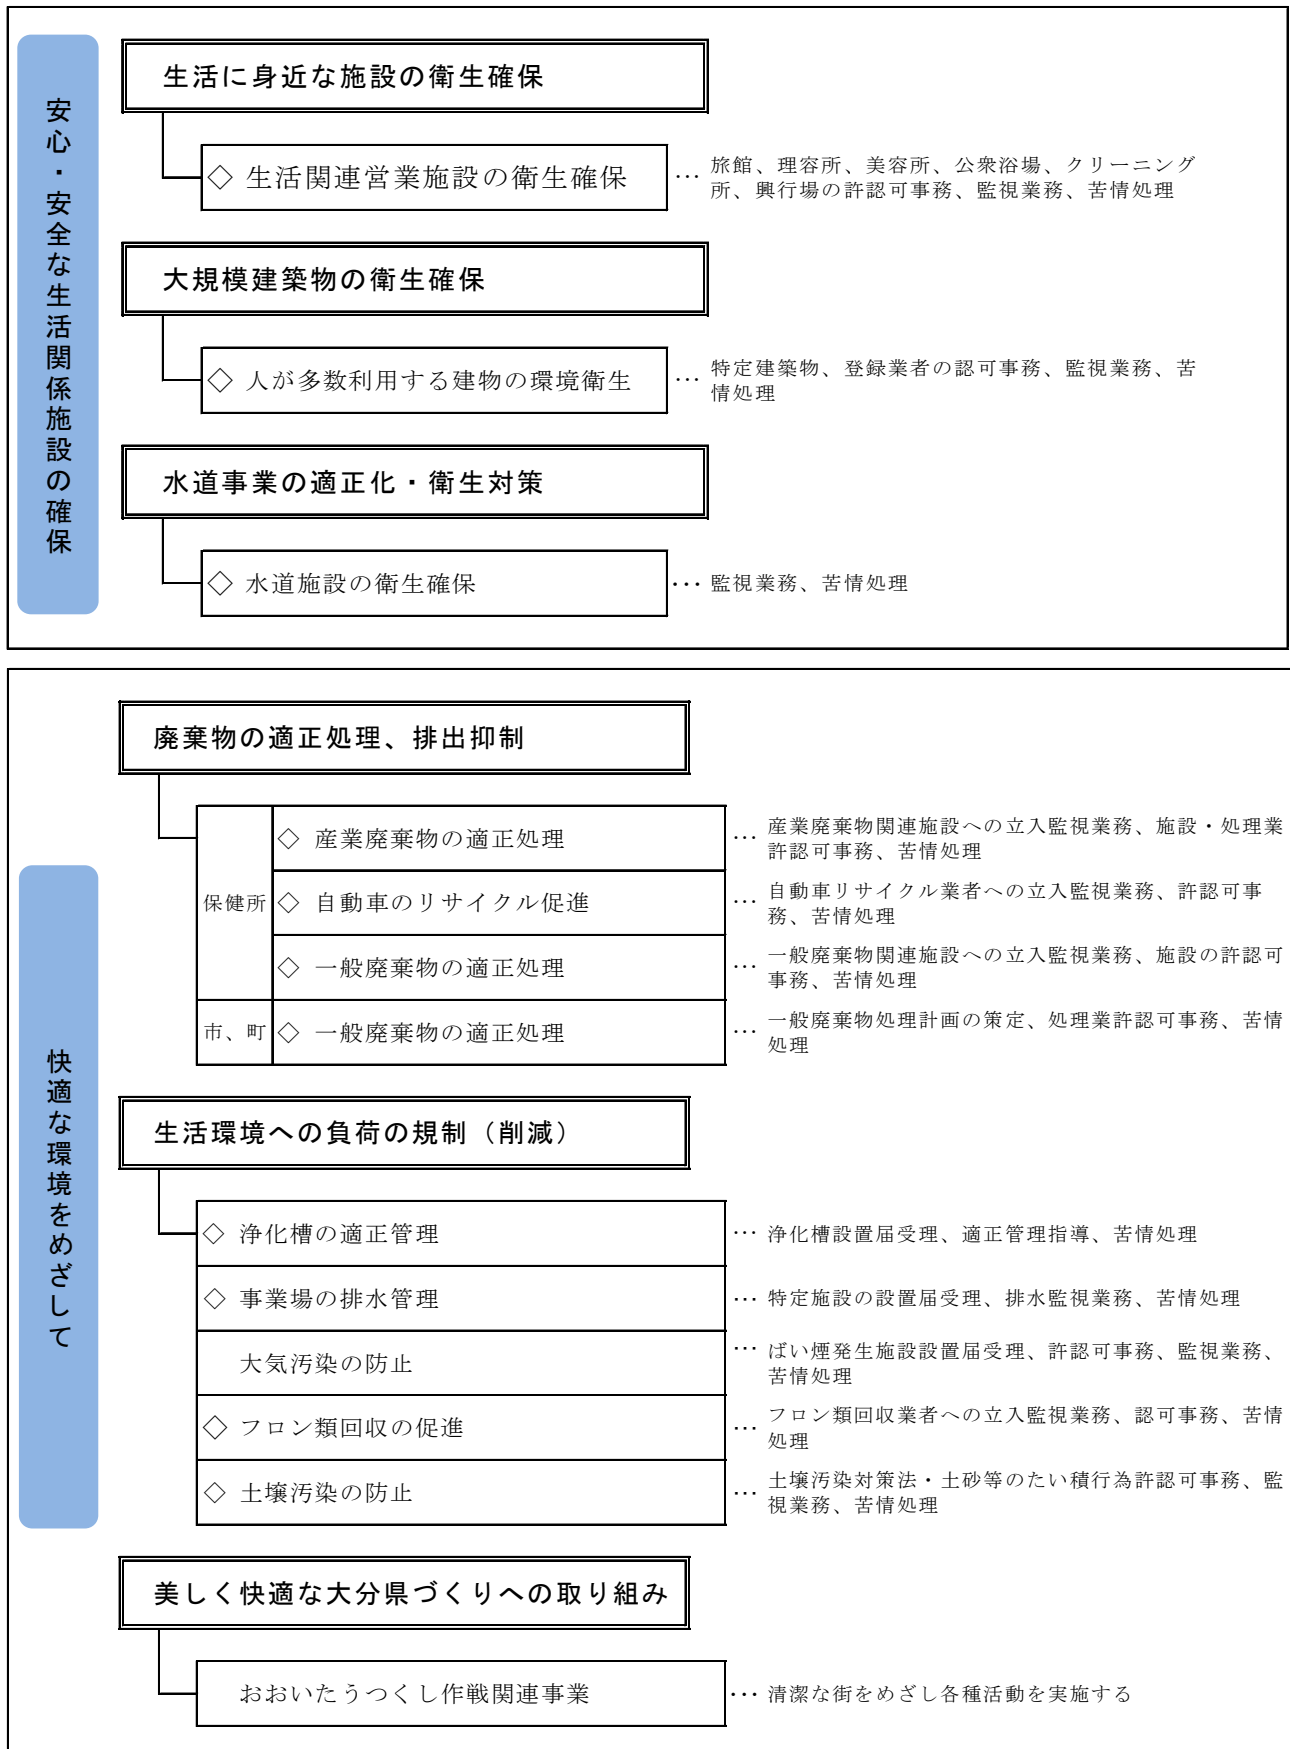 安心・安全な生活関係施設の確保
生活に身近な施設の衛生確保
◇ 生活関連営業施設の衛生確保
… 旅館、理容所、美容所、公衆浴場、クリーニング
所、興行場の許認可事務、監視業務、苦情処理
大規模建築物の衛生確保
◇ 人が多数利用する建物の環境衛生
… 特定建築物、登録業者の認可事務、監視業務、苦
情処理
水道事業の適正化・衛生対策
◇ 水道施設の衛生確保
… 監視業務、苦情処理
快適な環境をめざして
廃棄物の適正処理、排出抑制
保健所
◇ 産業廃棄物の適正処理
… 産業廃棄物関連施設への立入監視業務、施設・処理業
許認可事務、苦情処理
◇ 自動車のリサイクル促進
… 自動車リサイクル業者への立入監視業務、許認可事
務、苦情処理
◇ 一般廃棄物の適正処理
… 一般廃棄物関連施設への立入監視業務、施設の許認可
事務、苦情処理
市、町
◇ 一般廃棄物の適正処理
… 一般廃棄物処理計画の策定、処理業許認可事務、苦情
処理
生活環境への負荷の規制（削減）
◇ 浄化槽の適正管理
… 浄化槽設置届受理、適正管理指導、苦情処理
◇ 事業場の排水管理
… 特定施設の設置届受理、排水監視業務、苦情処理
大気汚染の防止
… ばい煙発生施設設置届受理、許認可事務、監視業務、
苦情処理
◇ フロン類回収の促進
… フロン類回収業者への立入監視業務、認可事務、苦情
処理
◇ 土壌汚染の防止
… 土壌汚染対策法・土砂等のたい積行為許認可事務、監
視業務、苦情処理
美しく快適な大分県づくりへの取り組み
おおいたうつくし作戦関連事業
… 清潔な街をめざし各種活動を実施する